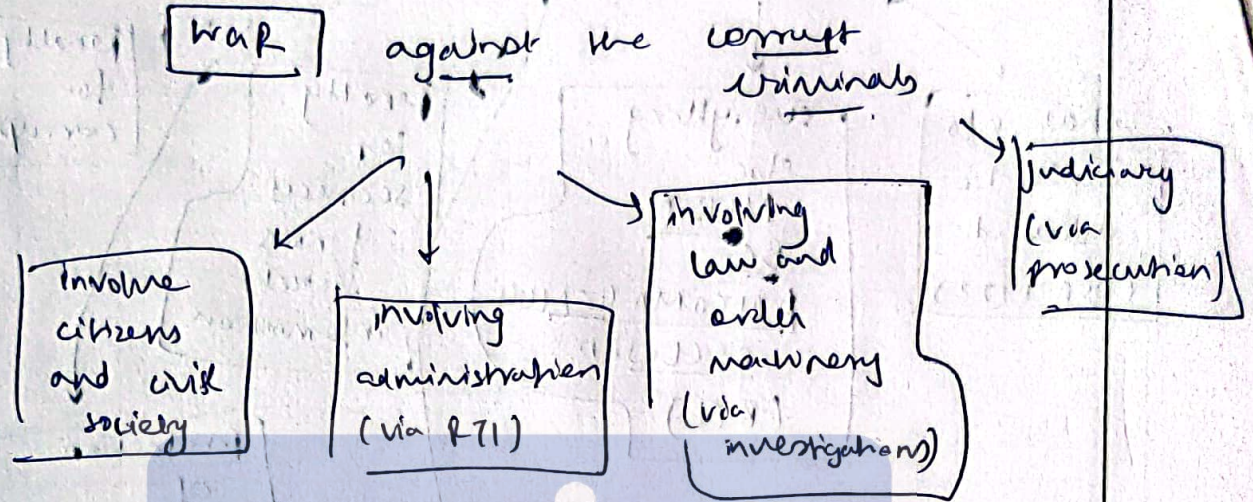 WaR against the corrupt
criminals
involve
citizens
and civil
society
involving
administration
(via RTI)
involving
law and
order
machinery
(via
investigations)
judiciary
(via
prosecution)